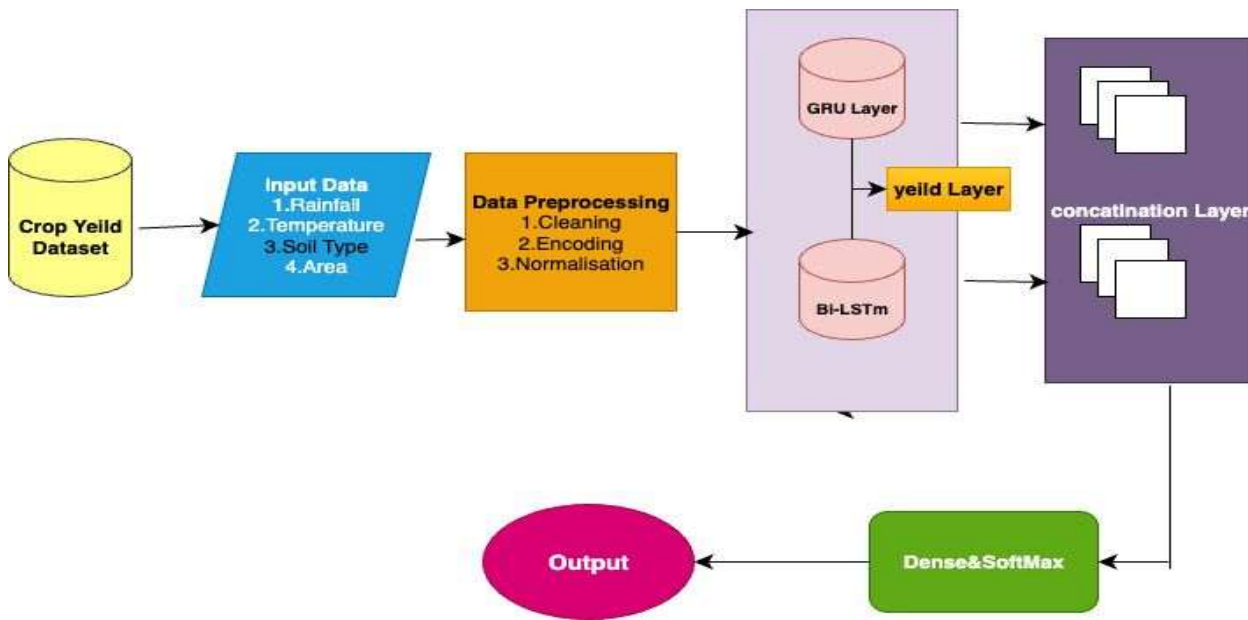 Crop Yeild
Dataset
Input Data
1.Rainfall
2.Temperature
3.Soil Type
4.Area
Data Preprocessing
1.Cleaning
2.Encoding
3.Normalisation
GRU Layer
yeild Layer
Bi-LSTm
concatination Layer
Dense&SoftMax
Output